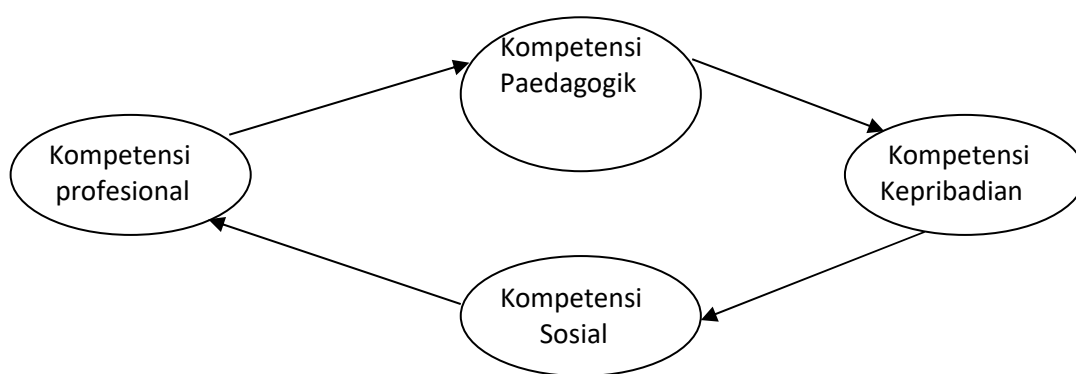 Kompetensi
Paedagogik
Kompetensi
profesional
Kompetensi
Kepribadian
Kompetensi
Sosial